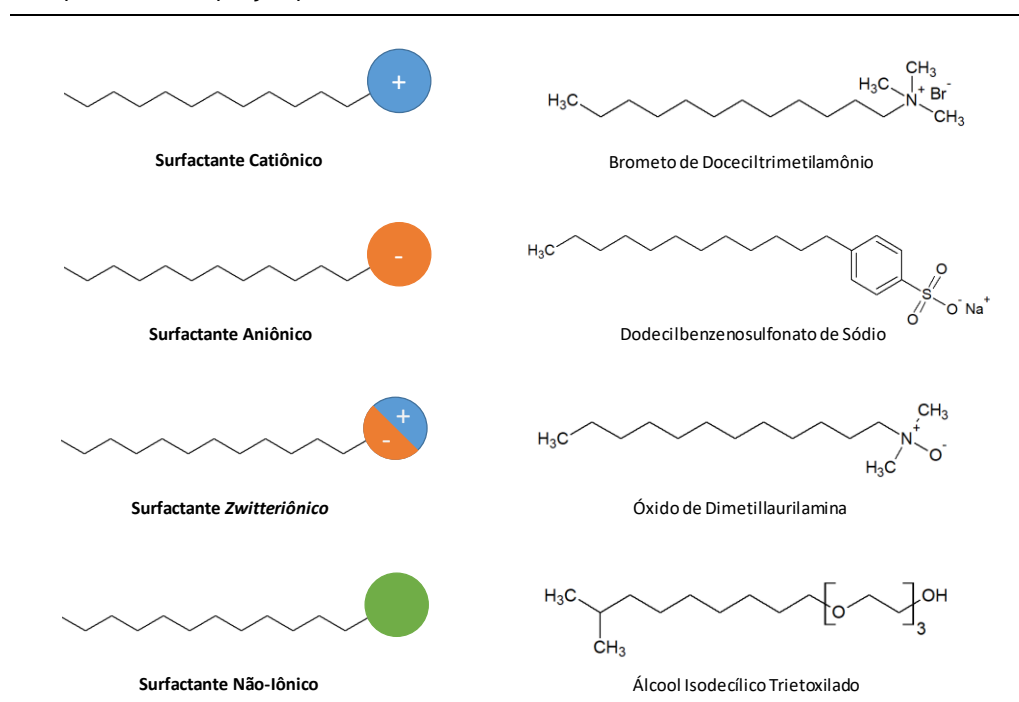 +
H₃C
CH₃
H₃C
N⁺ Br⁻
CH₃
Surfactante Catiônico
Brometo de Doceciltrimetilamônio
-
H₃C
O
S
O⁻ Na⁺
O
Surfactante Aniônico
Dodecilbenzenosulfonato de Sódio
+
-
H₃C
CH₃
N⁺
O⁻
H₃C
Surfactante Zwitteriônico
Óxido de Dimetillaurilamina
H₃C
CH₃
O
OH
3
Surfactante Não-Iônico
Álcool Isodecílico Trietoxilado